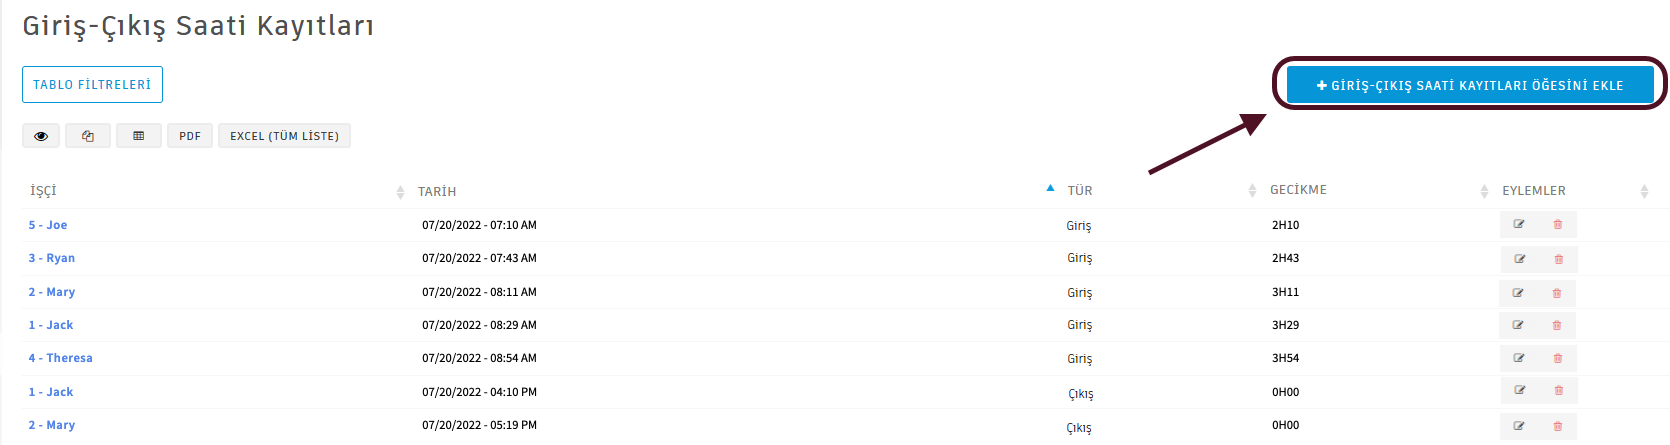 Giriş-Çıkış Saati Kayıtları
TABLO FİLTRELERİ
GİRİŞ-ÇIKIŞ SAATİ KAYITLARI ÖĞESİNİ EKLE
PDF EXCEL (TÜM LİSTE)
İŞÇİ TARİH TÜR GECİKME EYLEMLER
5 - Joe 07/20/2022 - 07:10 AM Giriş 2H10
3 - Ryan 07/20/2022 - 07:43 AM Giriş 2H43
2 - Mary 07/20/2022 - 08:11 AM Giriş 3H11
1 - Jack 07/20/2022 - 08:29 AM Giriş 3H29
4 - Theresa 07/20/2022 - 08:54 AM Giriş 3H54
1 - Jack 07/20/2022 - 04:10 PM Çıkış 0H00
2 - Mary 07/20/2022 - 05:19 PM Çıkış 0H00